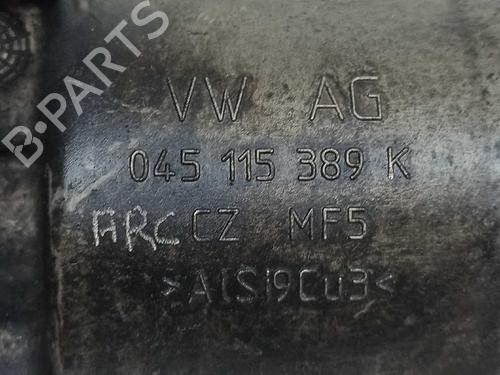 B-PARTS
VW AG
045 115 389 K
ARC CZ MF5
>AlSi9Cu3<